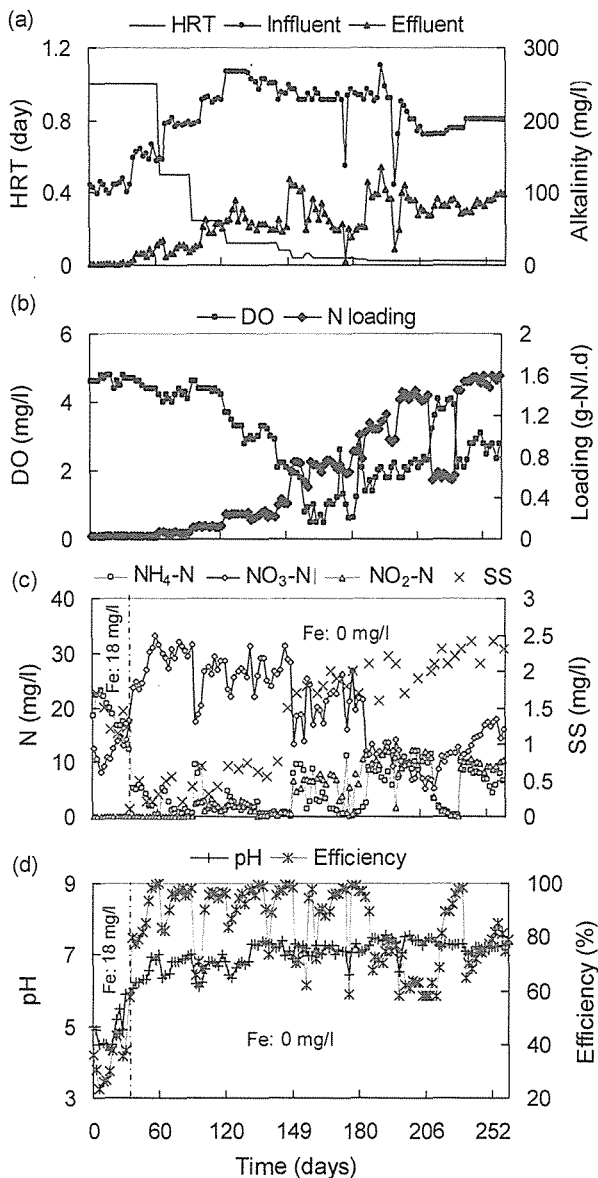 (a)
HRT Inffluent Effluent
1.2
0.8
0.4
0
HRT (day)
300
200
100
0
Alkalinity (mg/l)
(b)
DO N loading
6
4
2
0
DO (mg/l)
2
1.6
1.2
0.8
0.4
0
Loading (g-N/l.d)
(c)
NH4-N NO3-N NO2-N SS
40
30
20
10
0
N (mg/l)
Fe: 18 mg/l
Fe: 0 mg/l
3
2.5
2
1.5
1
0.5
0
SS (mg/l)
(d)
pH Efficiency
9
7
5
3
pH
Fe: 18 mg/l
Fe: 0 mg/l
100
80
60
40
20
Efficiency (%)
0 60 120 149 180 206 252
Time (days)